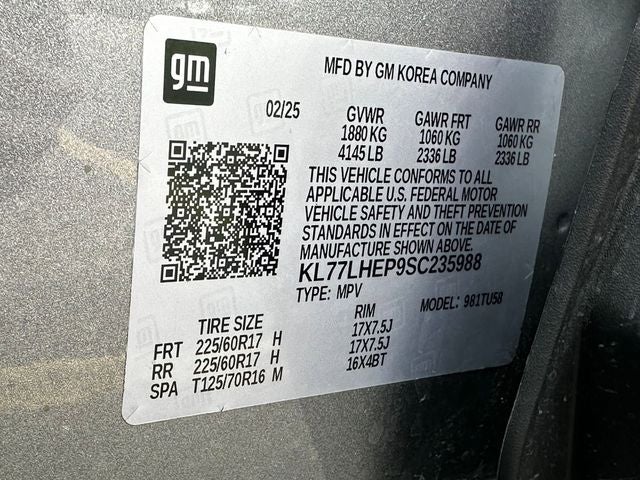 gm
MFD BY GM KOREA COMPANY
02/25 GVWR GAWR FRT GAWR RR
1880 KG 1060 KG 1060 KG
4145 LB 2336 LB 2336 LB
THIS VEHICLE CONFORMS TO ALL
APPLICABLE U.S. FEDERAL MOTOR
VEHICLE SAFETY AND THEFT PREVENTION
STANDARDS IN EFFECT ON THE DATE OF
MANUFACTURE SHOWN ABOVE.
KL77LHEP9SC235988
TYPE: MPV MODEL: 981TU58
TIRE SIZE RIM
FRT 225/60R17 H 17X7.5J
RR 225/60R17 H 17X7.5J
SPA T125/70R16 M 16X4BT